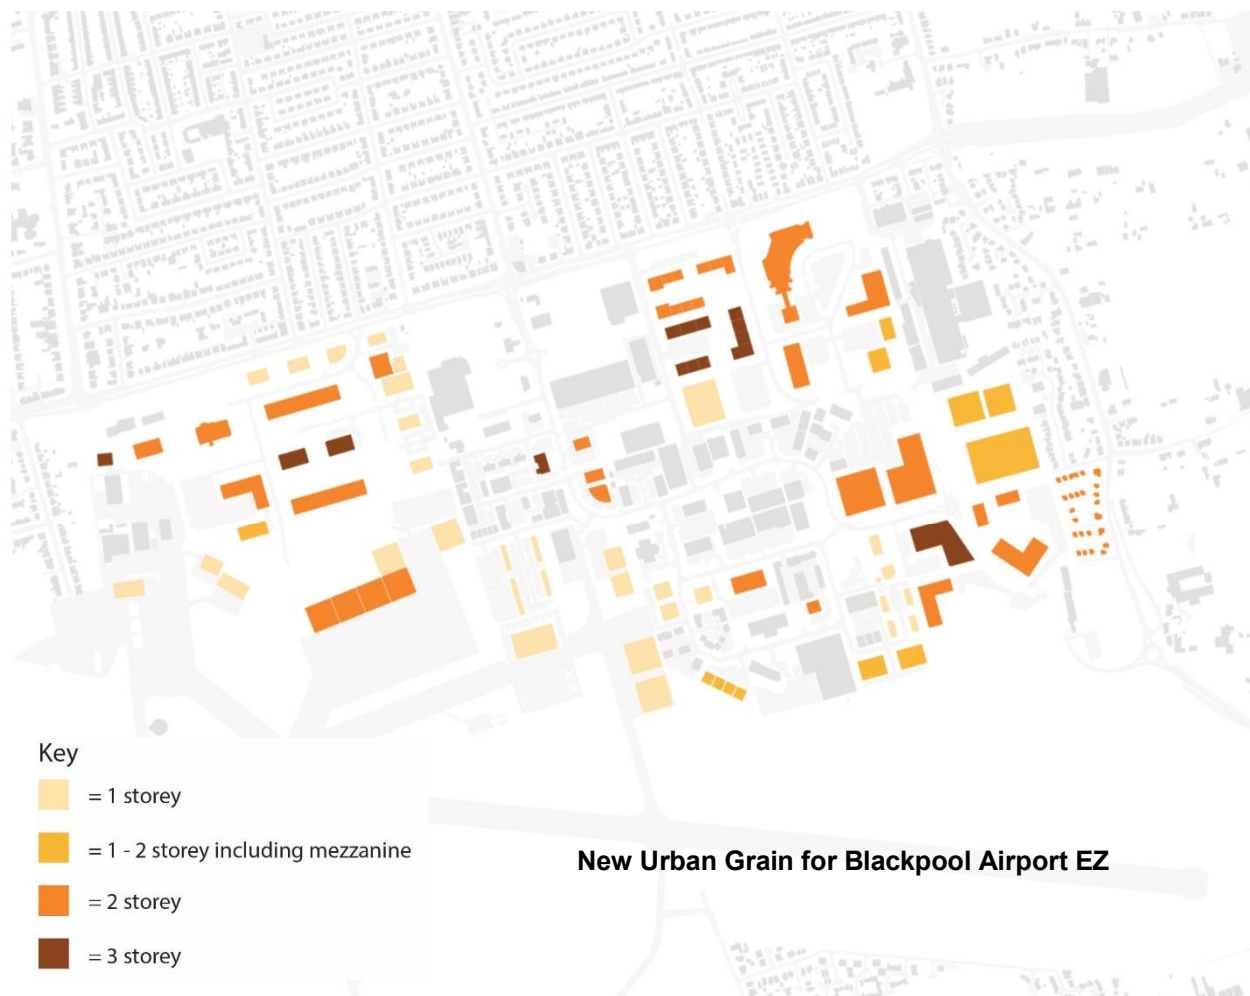 Key
= 1 storey
= 1 - 2 storey including mezzanine
= 2 storey
= 3 storey
New Urban Grain for Blackpool Airport EZ